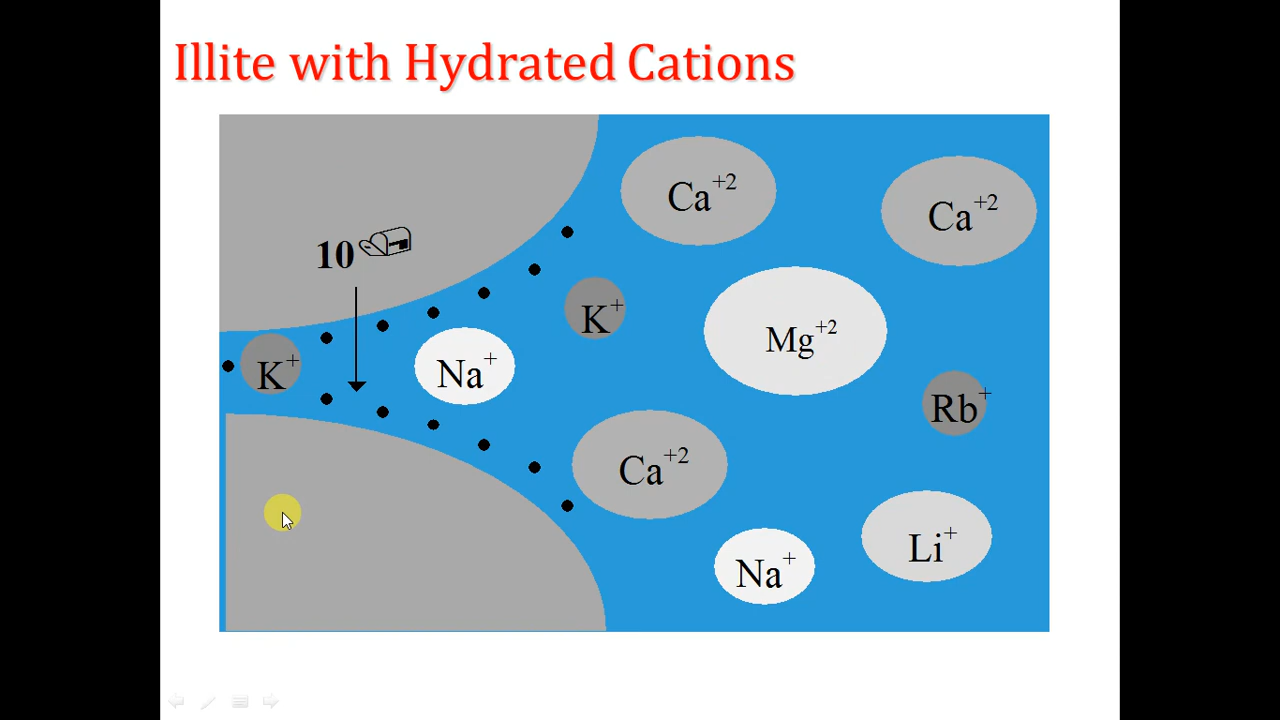 Illite with Hydrated Cations
Ca+2
Ca+2
10
K+
Mg+2
K+
Na+
Rb+
Ca+2
Li+
Na+